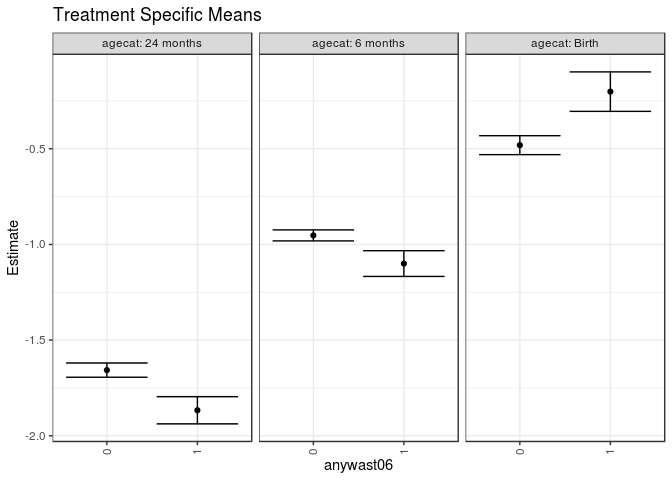 Treatment Specific Means
agecat: 24 months
agecat: 6 months
agecat: Birth
Estimate
-0.5
-1.0
-1.5
-2.0
0
1
0
1
0
1
anywast06